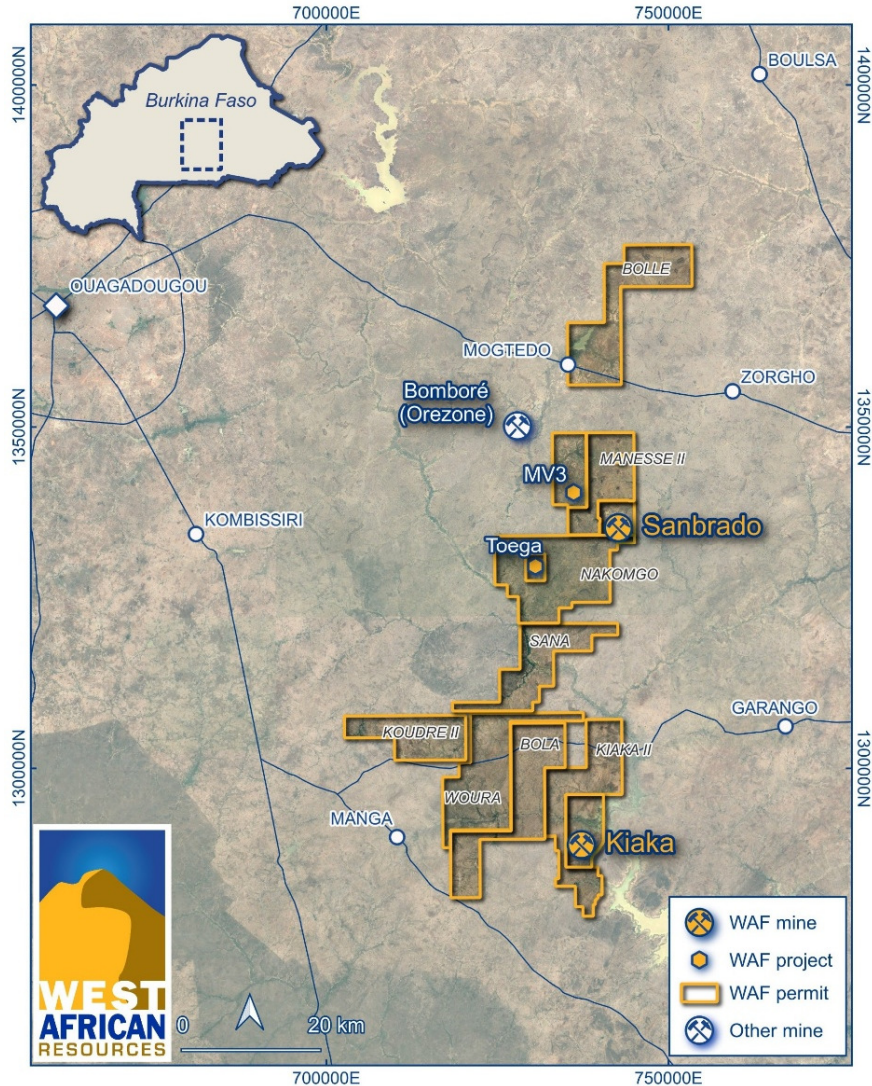 700000E
750000E
1400000N
1400000N
BOULSA
Burkina Faso
OUAGADOUGOU
BOLLE
MOGTEDO
ZORGHO
Bomboré
(Orezone)
1350000N
1350000N
MANESSE II
MV3
Sanbrado
KOMBISSIRI
Toega
NAKOMGO
SANA
GARANGO
KOUDRE II
BOLA
KIAKA II
1300000N
1300000N
WOURA
MANGA
Kiaka
WEST
AFRICAN
RESOURCES
0 20 km
WAF mine
WAF project
WAF permit
Other mine
700000E
750000E